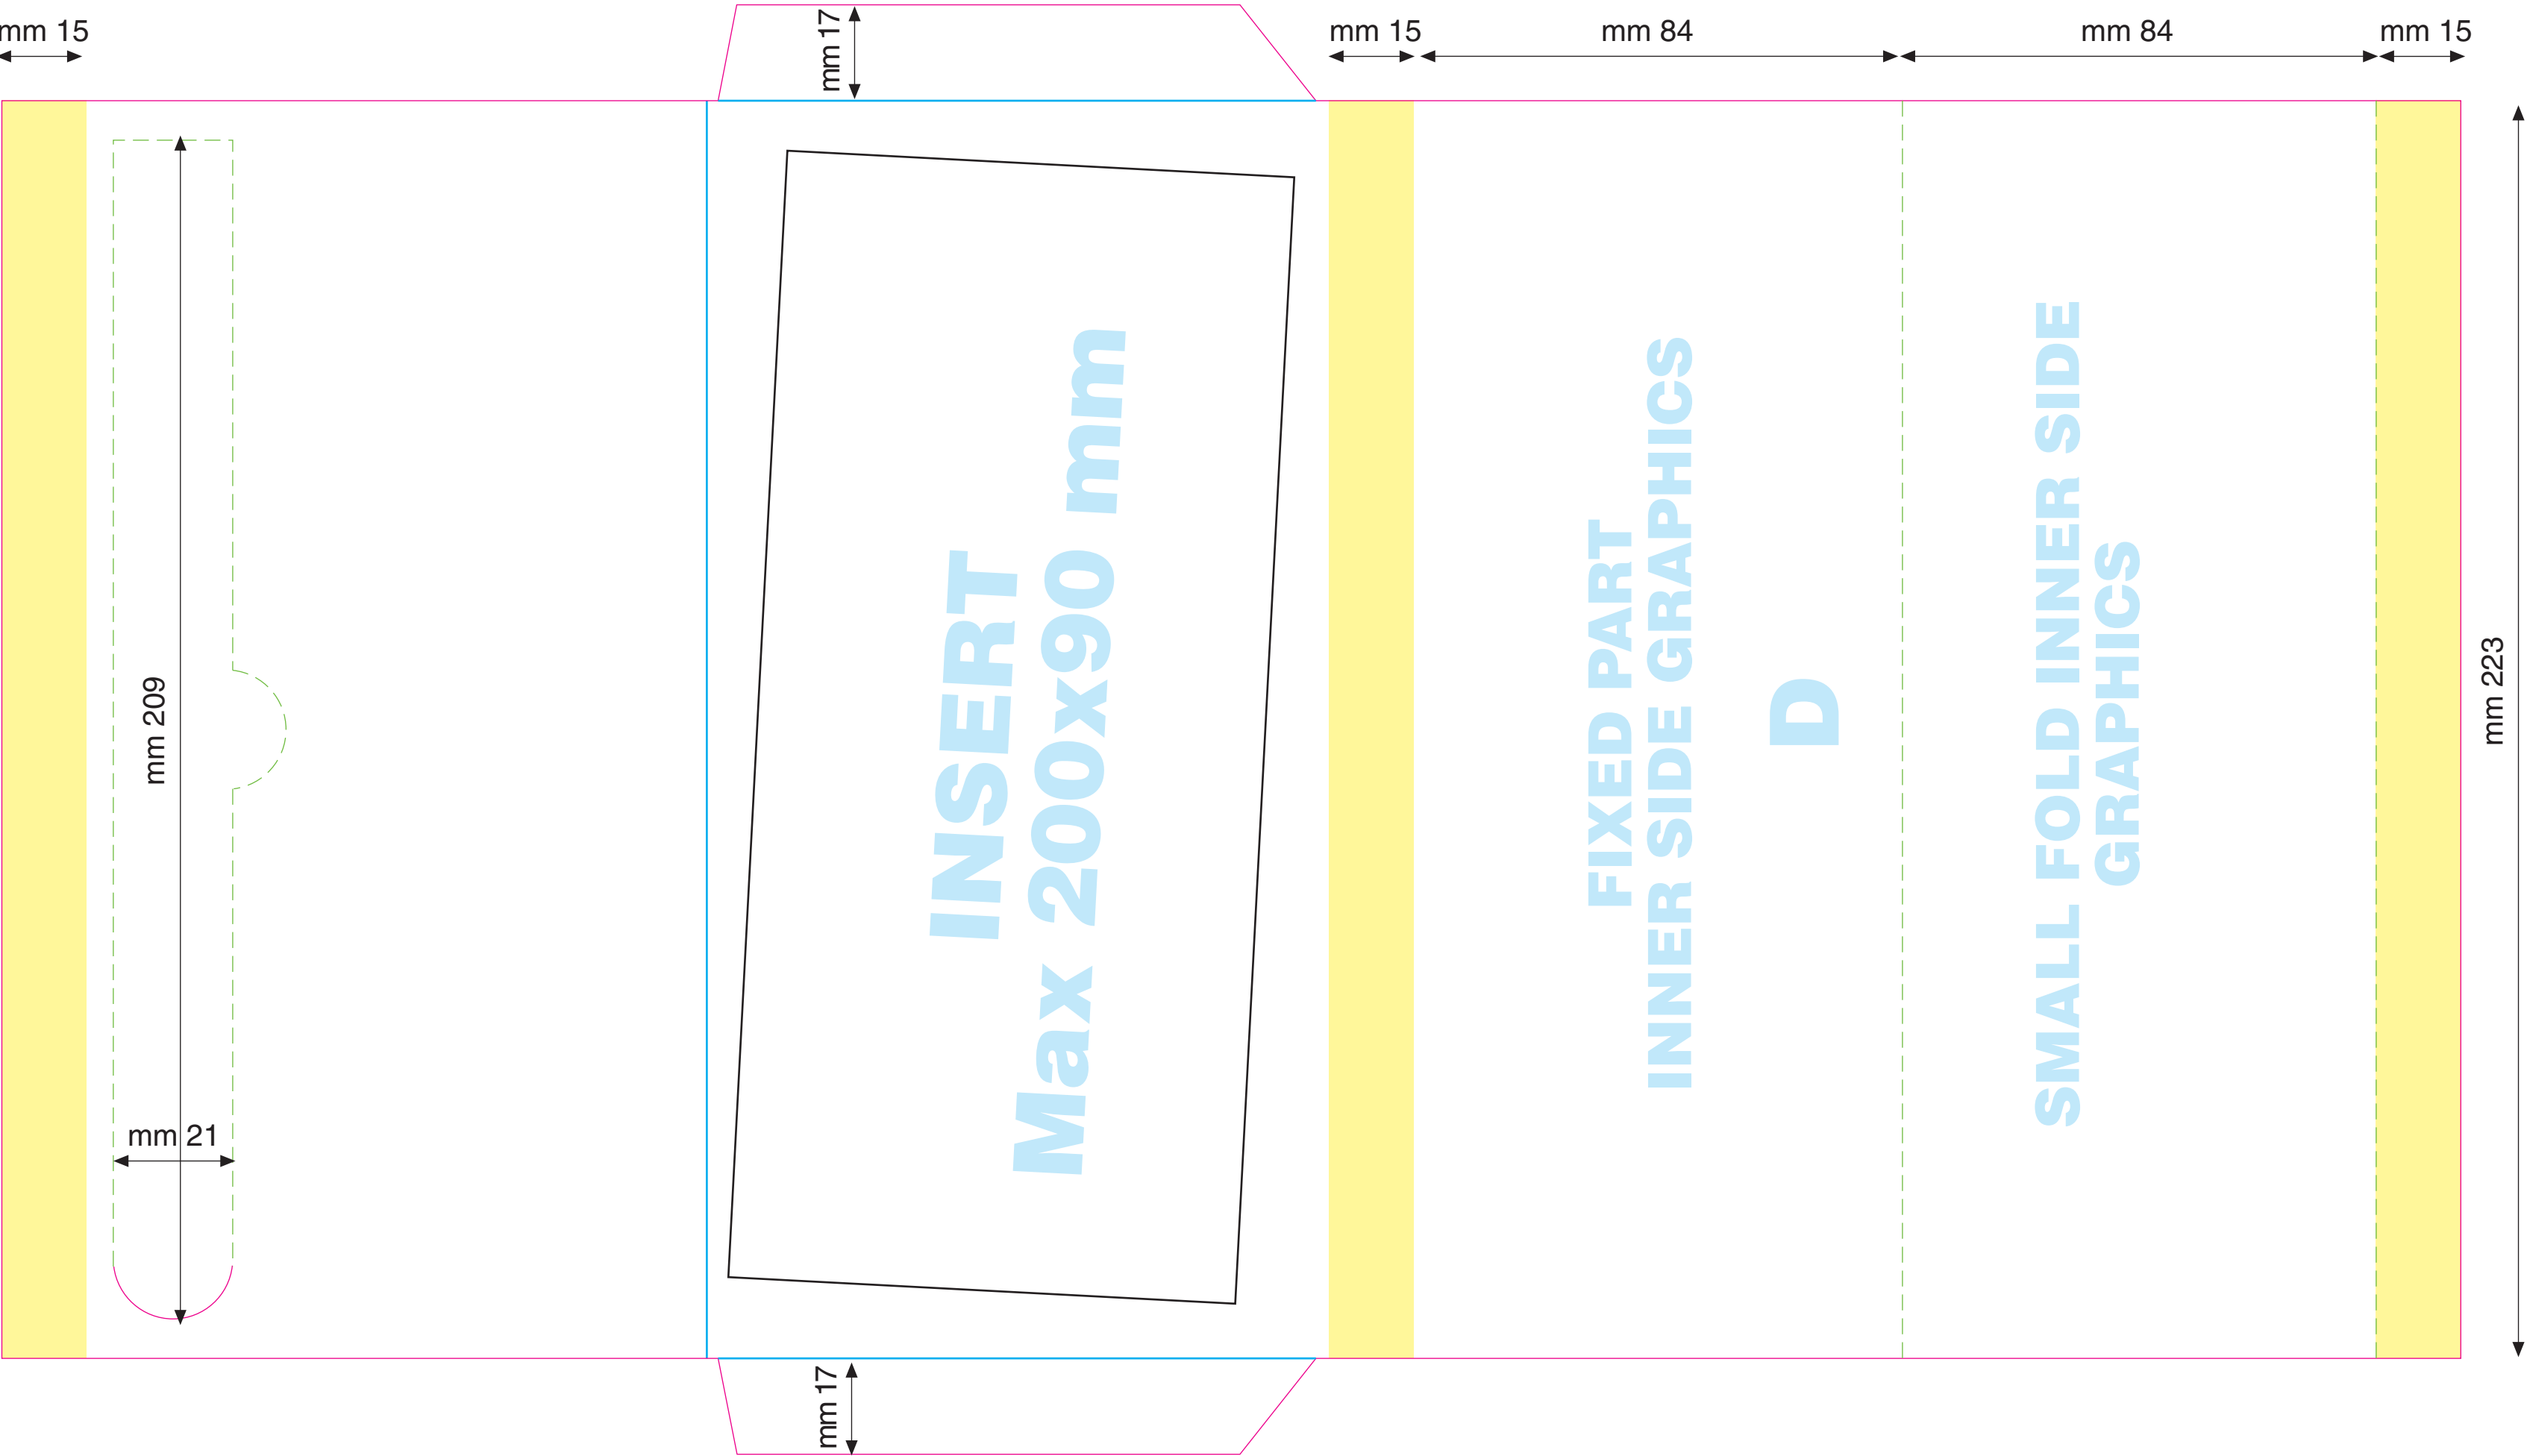 mm 15
mm 17
mm 15
mm 84
mm 84
mm 15
mm 209
mm 21
INSERT
Max 200x90 mm
FIXED PART
INNER SIDE GRAPHICS
D
SMALL FOLD INNER SIDE
GRAPHICS
mm 223
mm 17